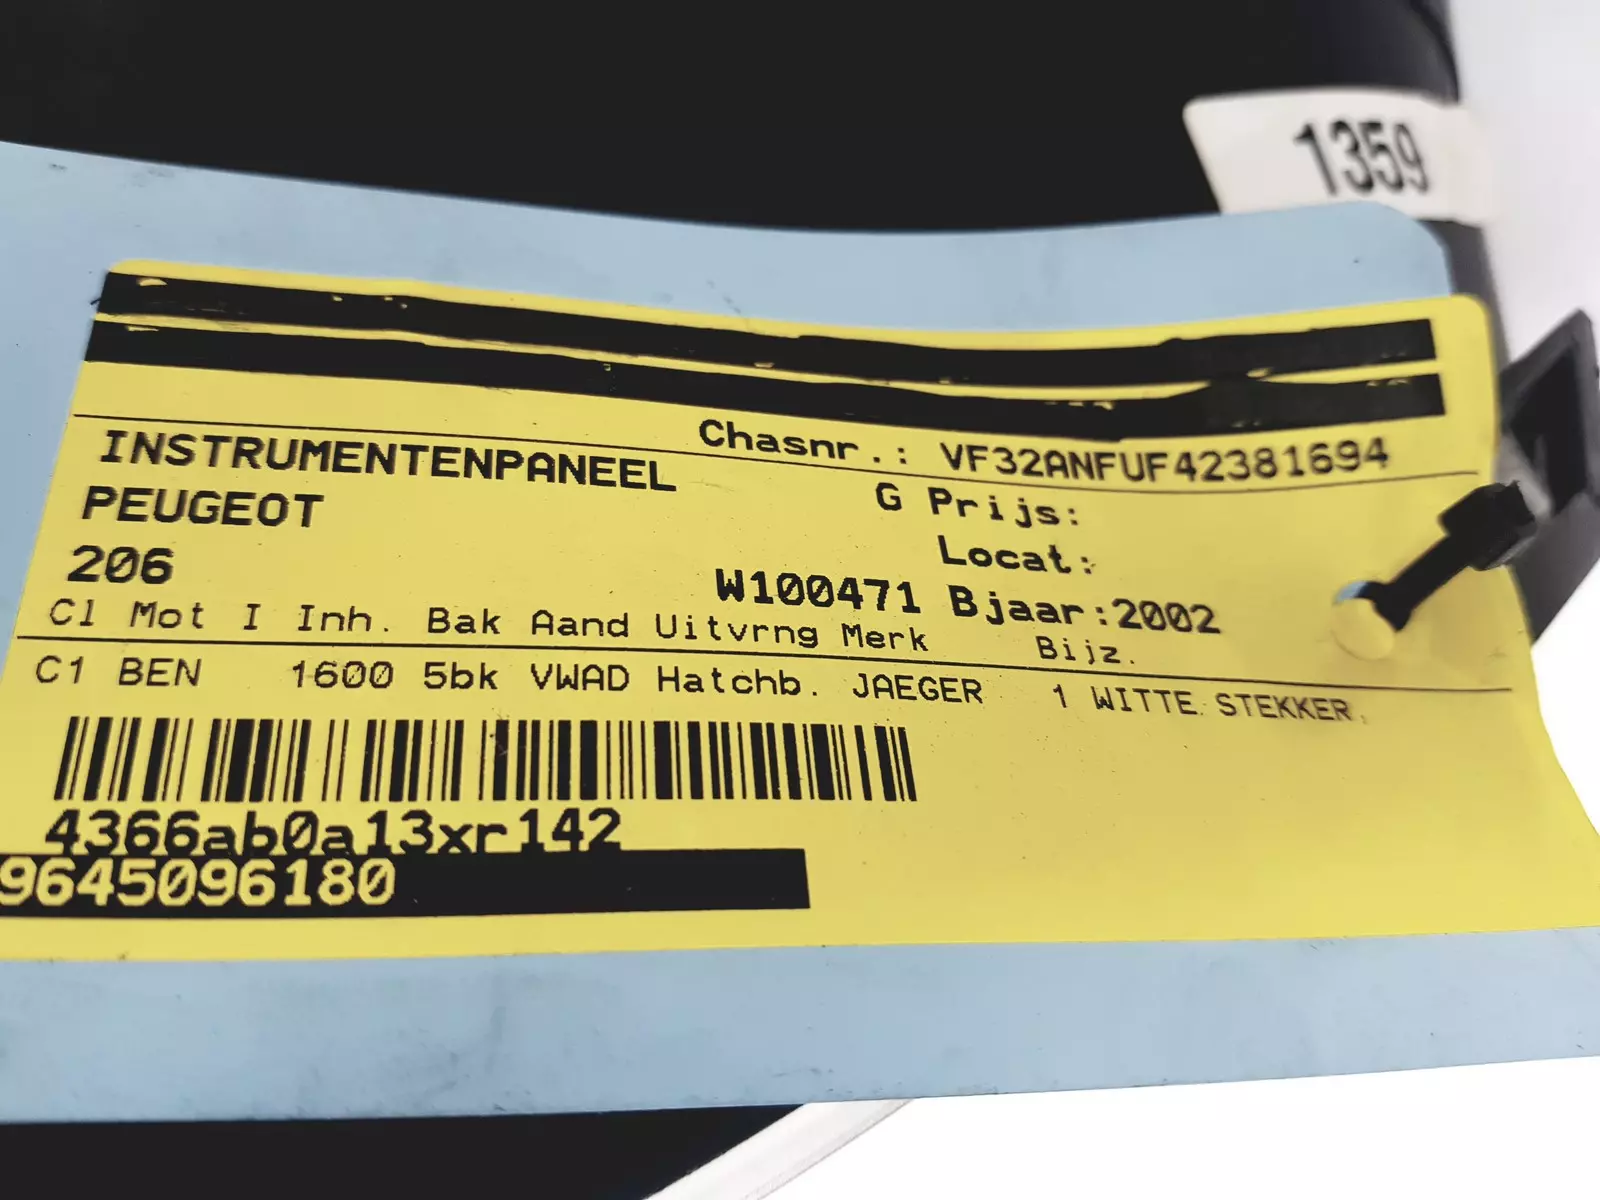 1359
Chasnr.: VF32ANFUF42381694
INSTRUMENTENPANEEL
G Prijs:
PEUGEOT
Locat:
206
W100471 Bjaar:2002
Cl Mot I Inh. Bak Aand Uitvrng Merk Bijz.
C1 BEN 1600 5bk VWAD Hatchb. JAEGER 1 WITTE STEKKER,
4366ab0a13xr142
9645096180